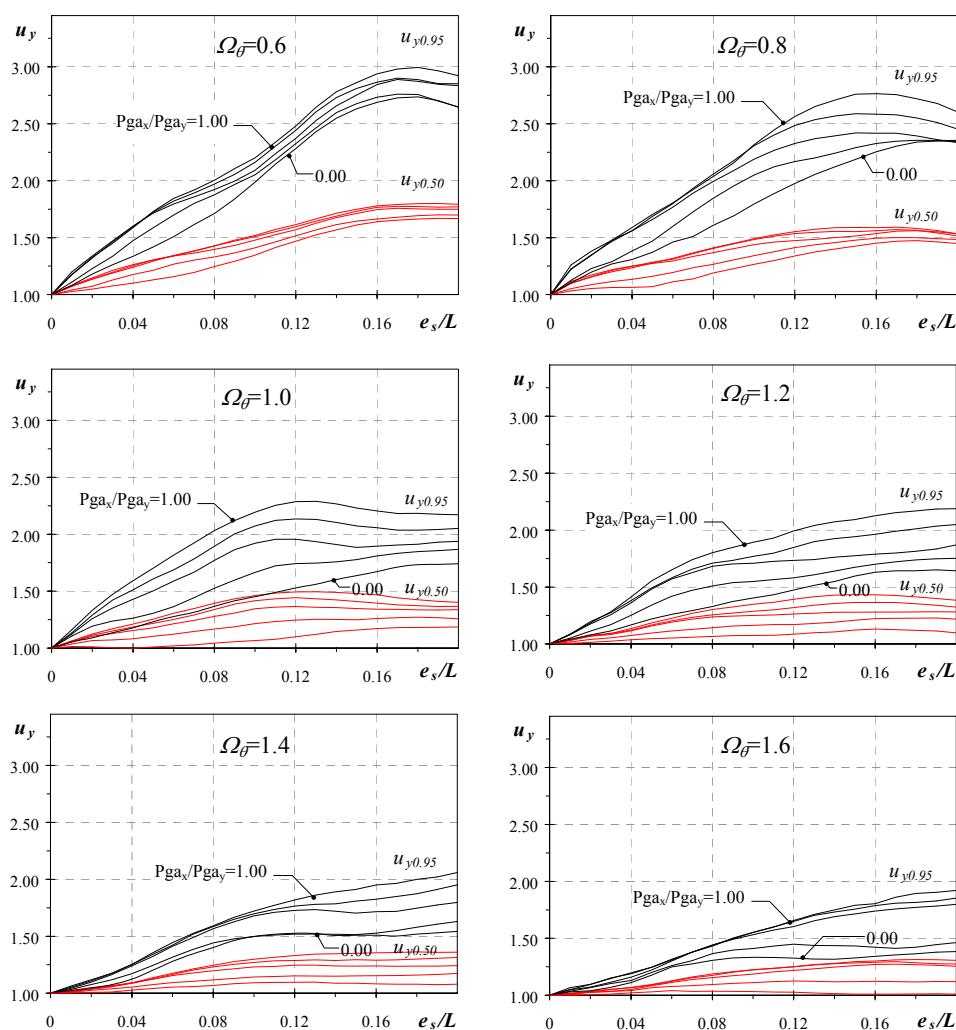 u_y
Ω_θ=0.6
u_y0.95
3.00
2.50
Pga_x/Pga_y=1.00
0.00
2.00
u_y0.50
1.50
1.00
0 0.04 0.08 0.12 0.16 e_s/L
u_y
Ω_θ=0.8
3.00
u_y0.95
Pga_x/Pga_y=1.00
2.50
0.00
2.00
u_y0.50
1.50
1.00
0 0.04 0.08 0.12 0.16 e_s/L
u_y
Ω_θ=1.0
3.00
2.50
Pga_x/Pga_y=1.00
u_y0.95
2.00
1.50
0.00
u_y0.50
1.00
0 0.04 0.08 0.12 0.16 e_s/L
u_y
Ω_θ=1.2
3.00
2.50
u_y0.95
Pga_x/Pga_y=1.00
2.00
1.50
0.00
u_y0.50
1.00
0 0.04 0.08 0.12 0.16 e_s/L
u_y
Ω_θ=1.4
3.00
2.50
u_y0.95
Pga_x/Pga_y=1.00
2.00
1.50
0.00
u_y0.50
1.00
0 0.04 0.08 0.12 0.16 e_s/L
u_y
Ω_θ=1.6
3.00
2.50
u_y0.95
2.00
Pga_x/Pga_y=1.00
1.50
0.00
1.00
0 0.04 0.08 0.12 0.16 e_s/L